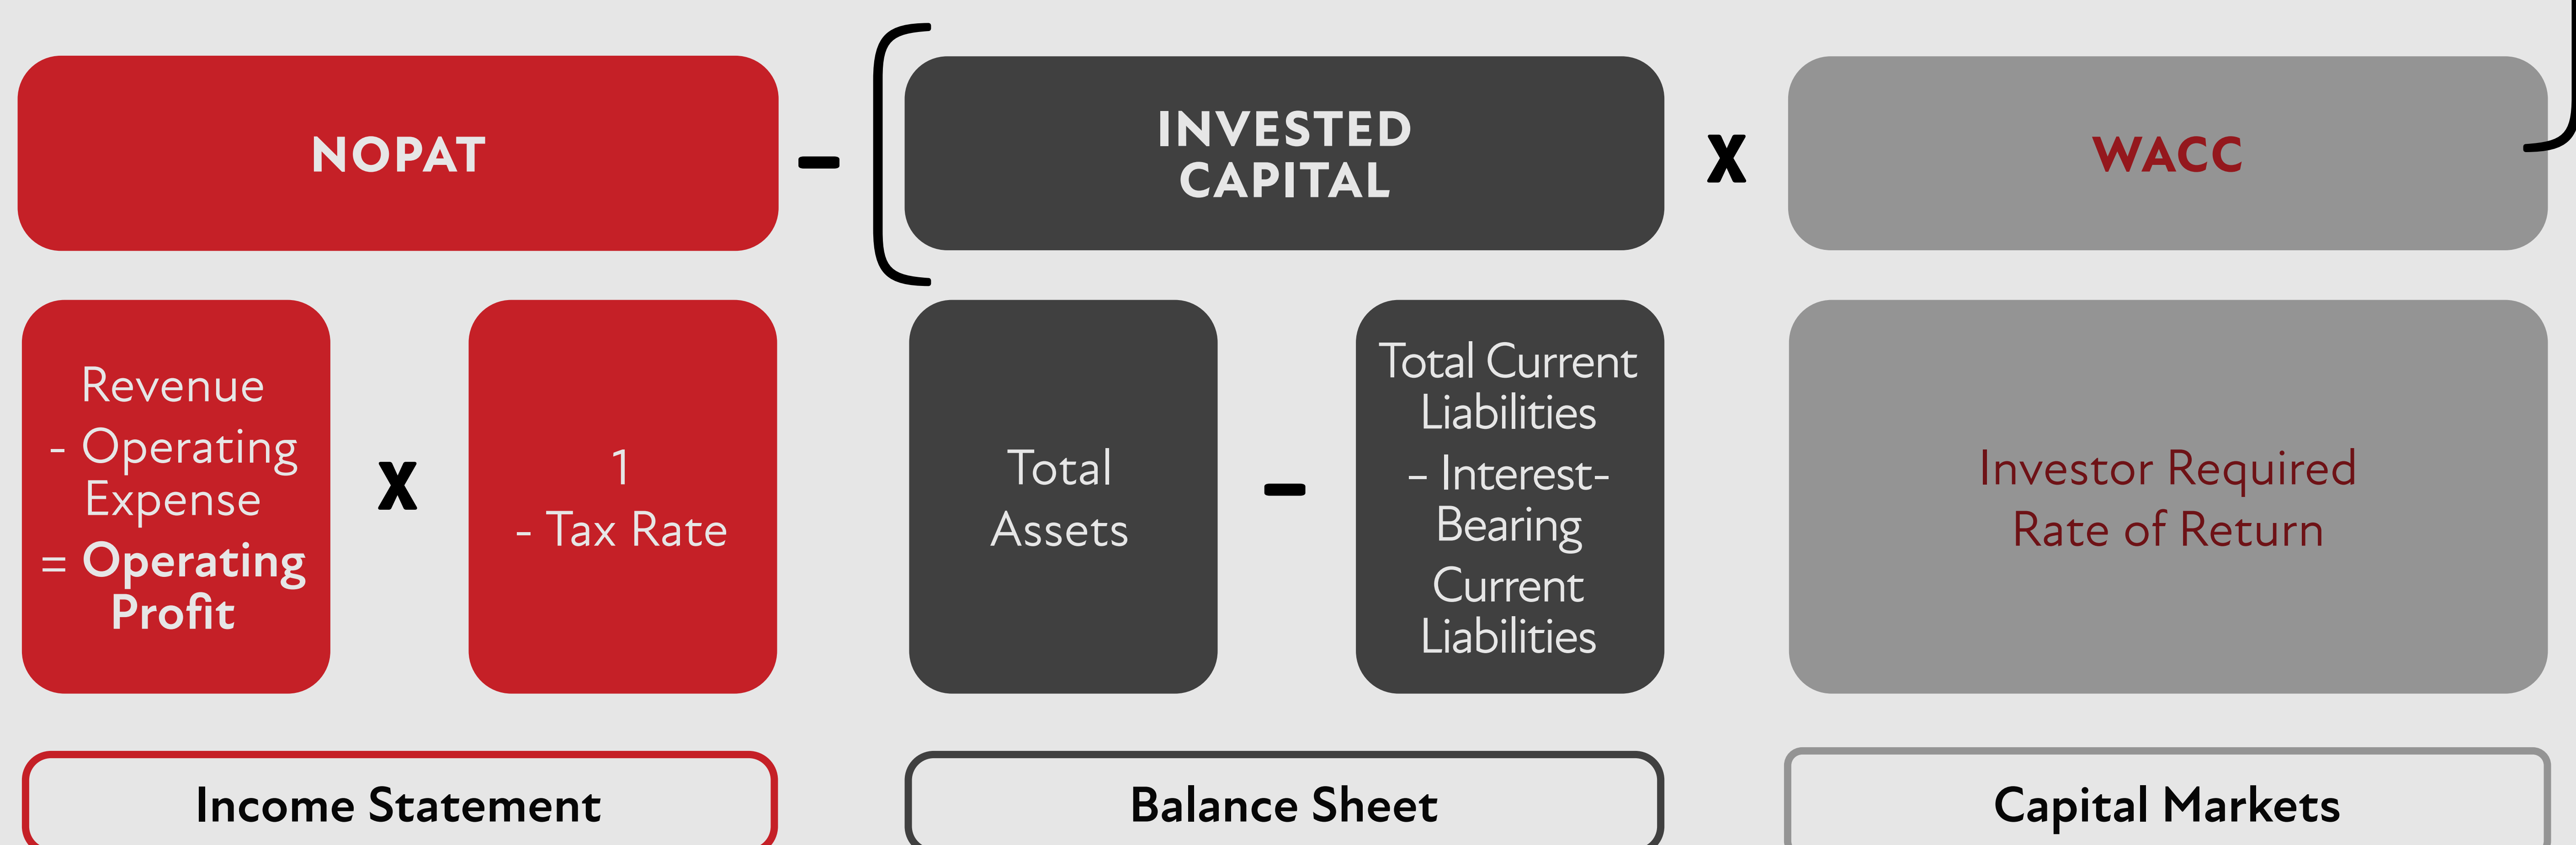 NOPAT
-
INVESTED
CAPITAL
x
WACC
Revenue
- Operating
Expense
= Operating
Profit
x
1
- Tax Rate
Total
Assets
-
Total Current
Liabilities
– Interest-
Bearing
Current
Liabilities
Investor Required
Rate of Return
Income Statement
Balance Sheet
Capital Markets